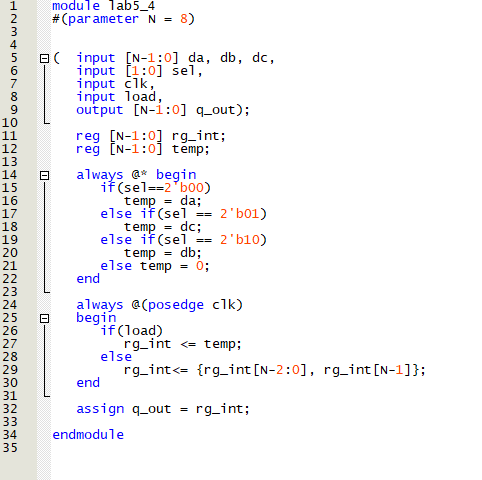 1 module lab5_4
2 #(parameter N = 8)
3
4
5 ( input [N-1:0] da, db, dc,
6 input [1:0] sel,
7 input clk,
8 input load,
9 output [N-1:0] q_out);
10
11 reg [N-1:0] rg_int;
12 reg [N-1:0] temp;
13
14 always @* begin
15 if(sel==2'b00)
16 temp = da;
17 else if(sel == 2'b01)
18 temp = dc;
19 else if(sel == 2'b10)
20 temp = db;
21 else temp = 0;
22 end
23
24 always @(posedge clk)
25 begin
26 if(load)
27 rg_int <= temp;
28 else
29 rg_int<= {rg_int[N-2:0], rg_int[N-1]};
30 end
31
32 assign q_out = rg_int;
33
34 endmodule
35